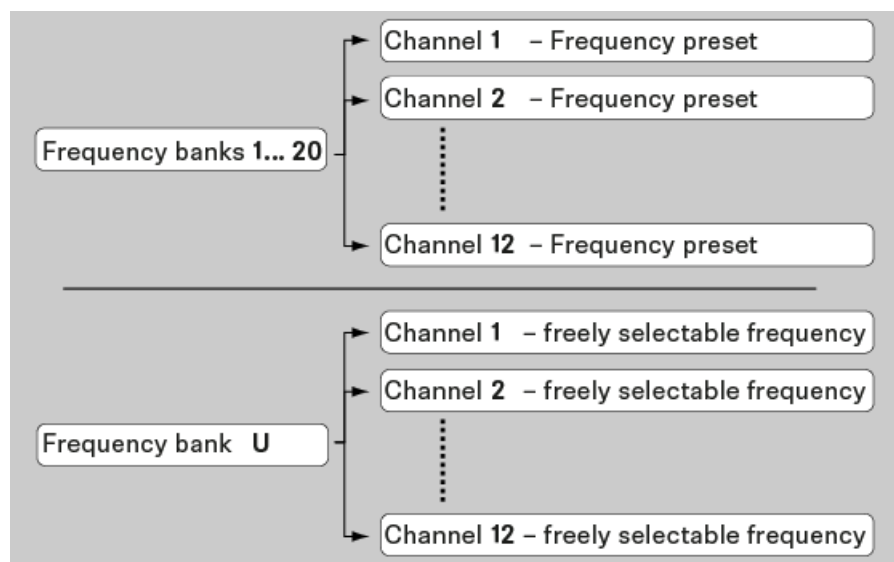 Channel 1 – Frequency preset
Channel 2 – Frequency preset
Frequency banks 1... 20
Channel 12 – Frequency preset
Channel 1 – freely selectable frequency
Channel 2 – freely selectable frequency
Frequency bank U
Channel 12 – freely selectable frequency